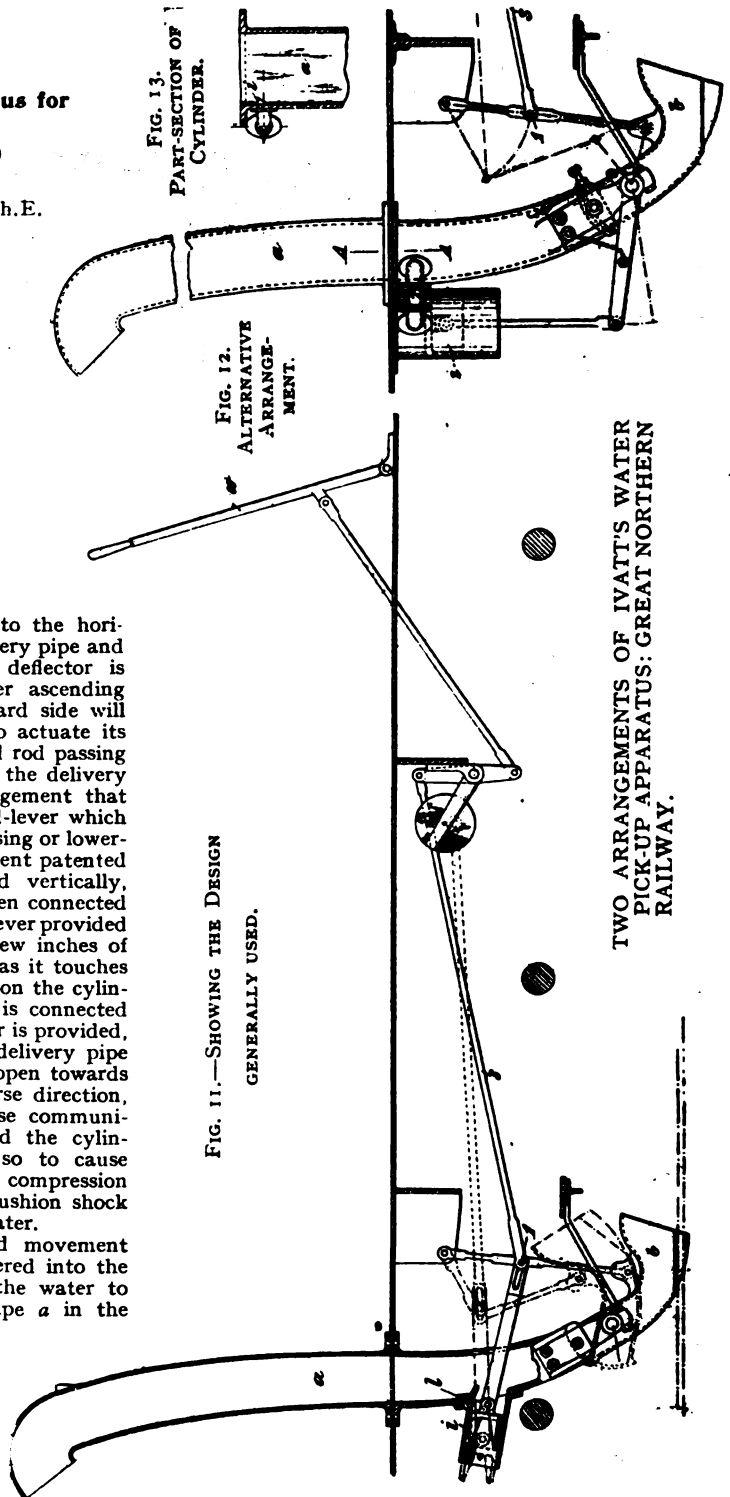 us for
)
h.E.
FIG. 13.
PART-SECTION OF
CYLINDER.
a
FIG. 12.
ALTERNATIVE
ARRANGE-
MENT.
a
A
A
i
f
b
w
to the hori-
ery pipe and
deflector is
er ascending
ard side will
o actuate its
l rod passing
the delivery
gement that
l-lever which
sing or lower-
ent patented
d vertically,
en connected
ever provided
ew inches of
as it touches
on the cylin-
is connected
r is provided,
delivery pipe
open towards
rse direction,
se communi-
d the cylin-
so to cause
compression
ushion shock
ater.
d movement
ered into the
the water to
ipe a in the
FIG. 11.—SHOWING THE DESIGN
GENERALLY USED.
a
l
i
f
b
TWO ARRANGEMENTS OF IVATT'S WATER
PICK-UP APPARATUS: GREAT NORTHERN
RAILWAY.